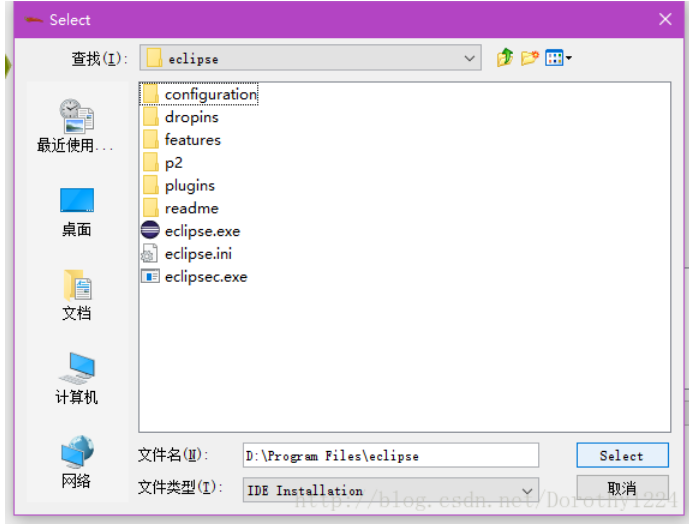 Select
查找(I):
eclipse
configuration
dropins
features
p2
plugins
readme
eclipse.exe
eclipse.ini
eclipsec.exe
最近使用...
桌面
文档
计算机
网络
文件名(N):
D:\Program Files\eclipse
Select
文件类型(T):
IDE Installation
取消
http://blog.csdn.net/Dorothy1224